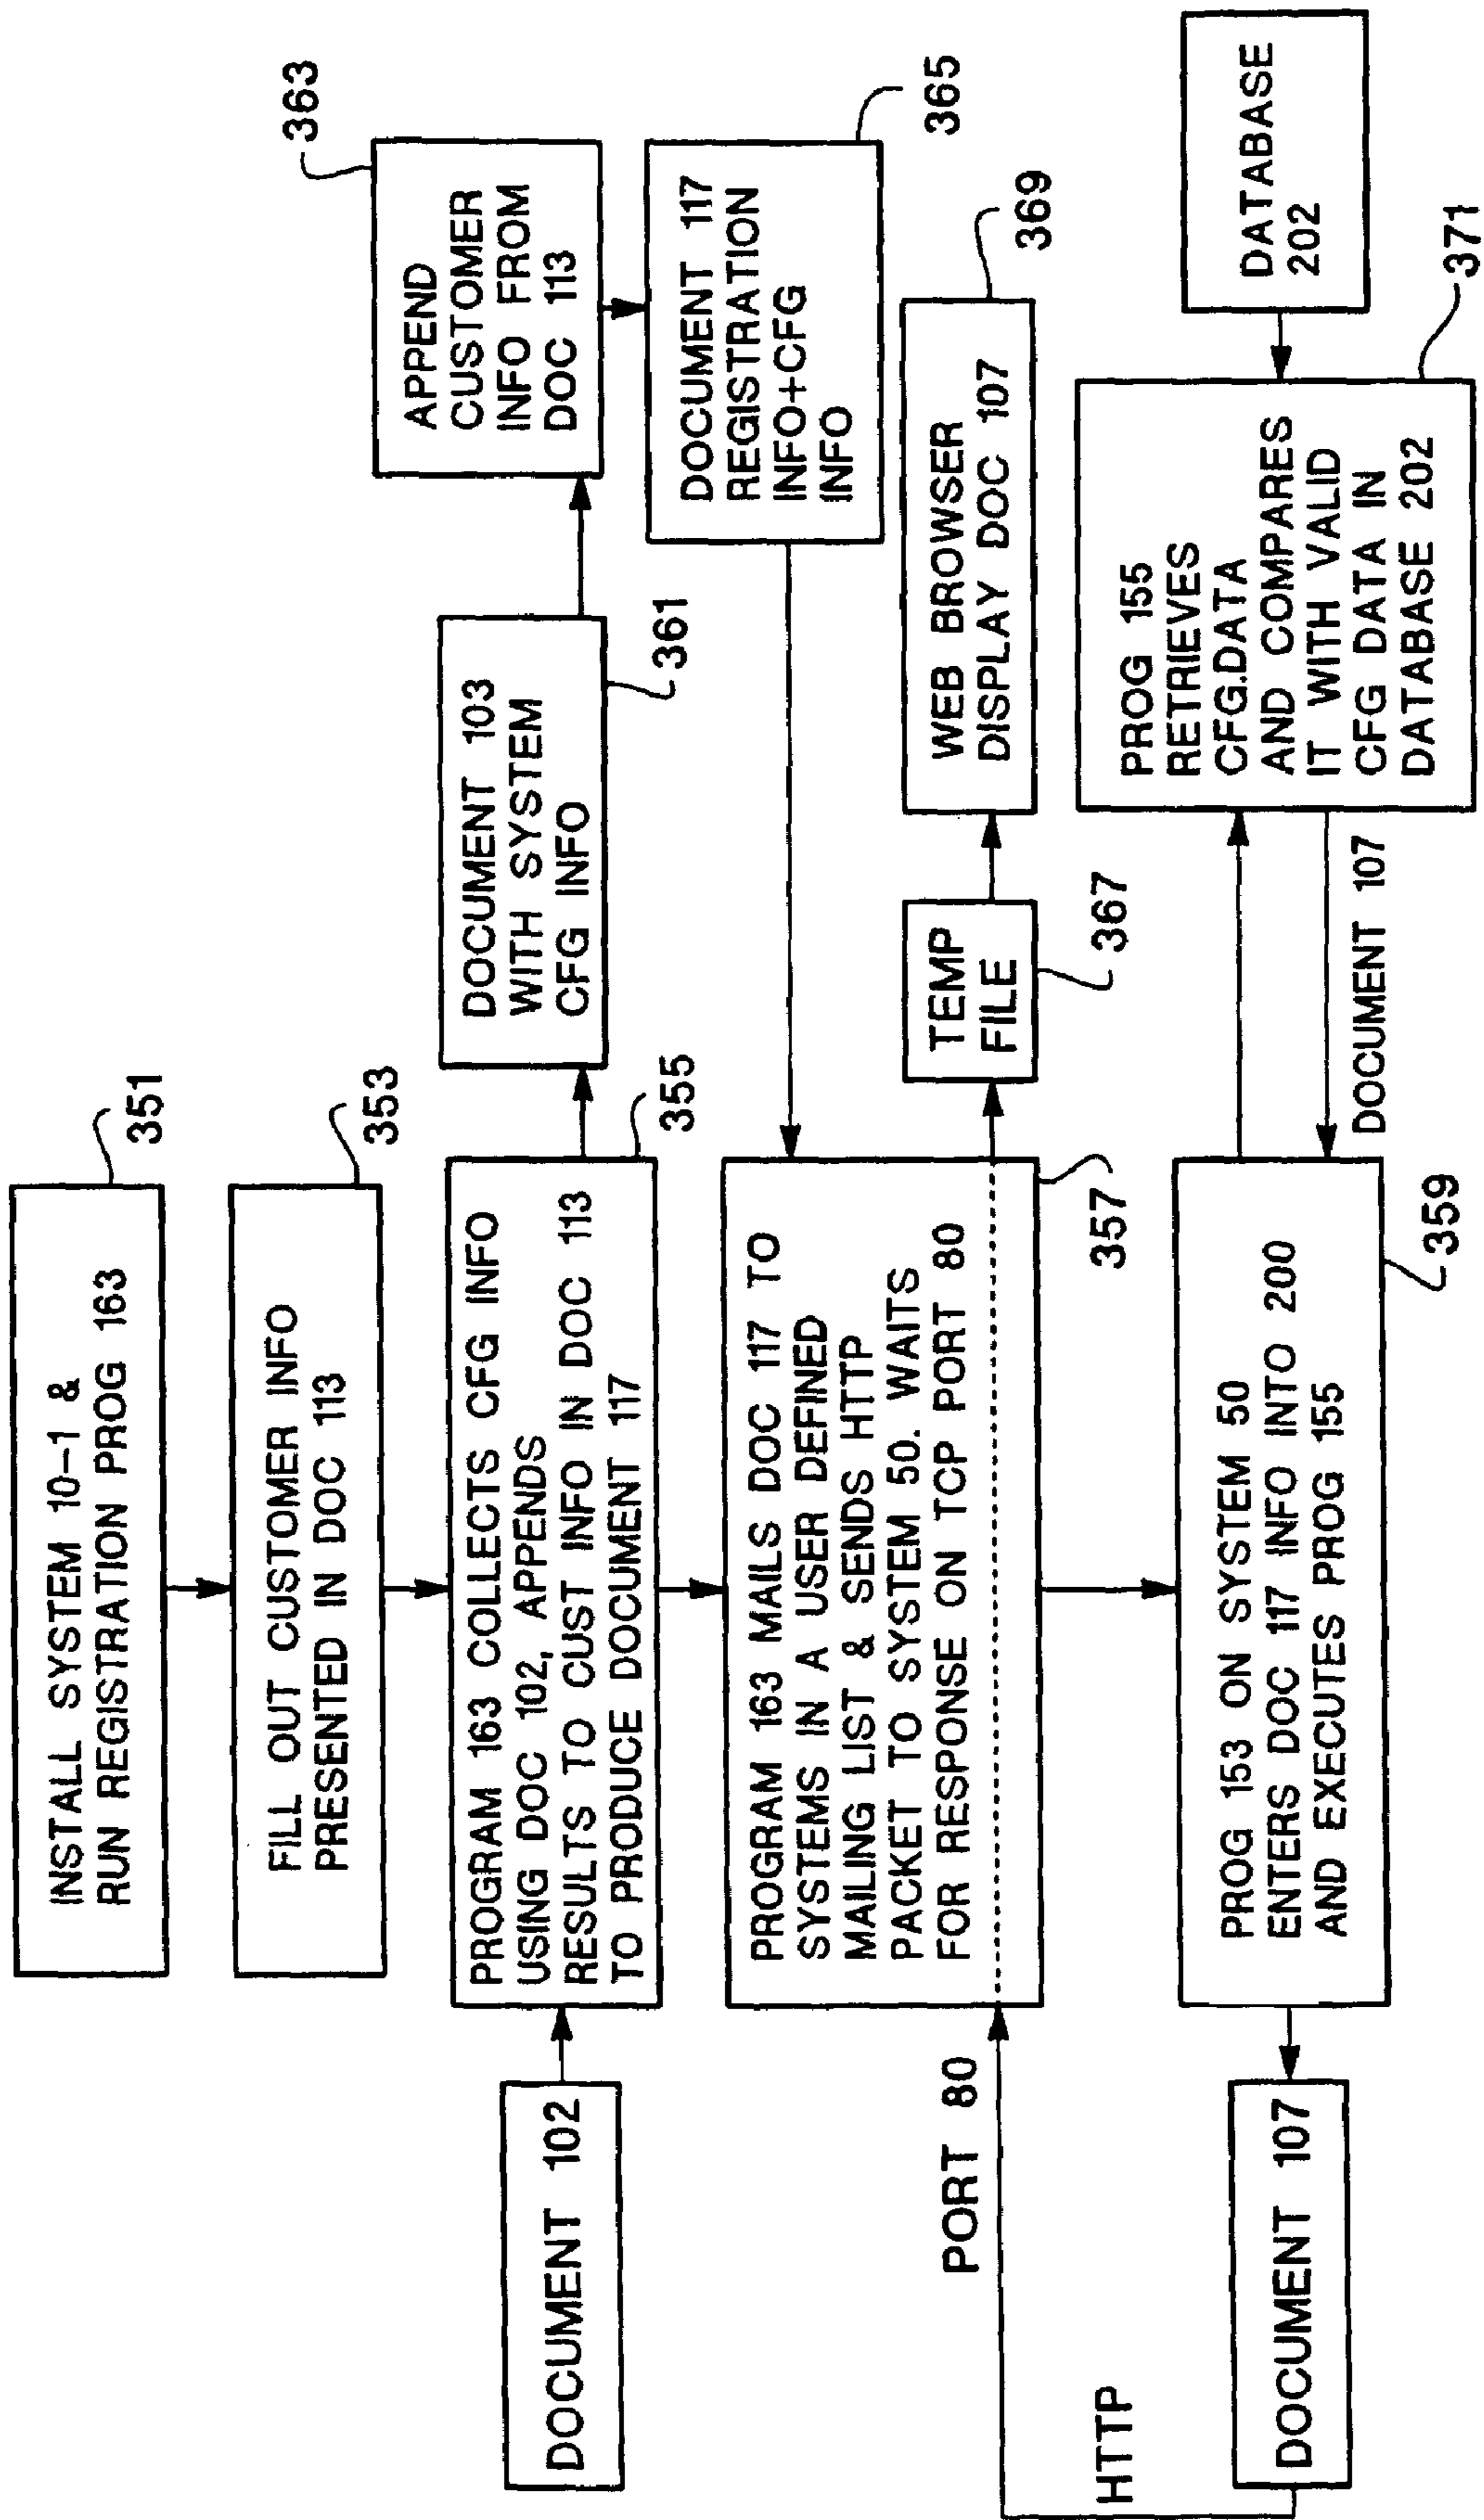 INSTALL SYSTEM 10-1 &
RUN REGISTRATION PROG 163
351
FILL OUT CUSTOMER INFO
PRESENTED IN DOC 113
353
DOCUMENT 102
PROGRAM 163 COLLECTS CFG INFO
USING DOC 102, APPENDS
RESULTS TO CUST INFO IN DOC 113
TO PRODUCE DOCUMENT 117
355
DOCUMENT 103
WITH SYSTEM
CFG INFO
361
APPEND
CUSTOMER
INFO FROM
DOC 113
363
DOCUMENT 117
REGISTRATION
INFO+CFG
INFO
365
PROGRAM 163 MAILS DOC 117 TO
SYSTEMS IN A USER DEFINED
MAILING LIST & SENDS HTTP
PACKET TO SYSTEM 50. WAITS
FOR RESPONSE ON TCP PORT 80
357
PORT 80
HTTP
TEMP
FILE
367
WEB BROWSER
DISPLAY DOC 107
369
DOCUMENT 107
PROG 153 ON SYSTEM 50
ENTERS DOC 117 INFO INTO 200
AND EXECUTES PROG 155
359
DOCUMENT 107
PROG 155
RETRIEVES
CFG.DATA
AND COMPARES
IT WITH VALID
CFG DATA IN
DATABASE 202
371
DATABASE
202